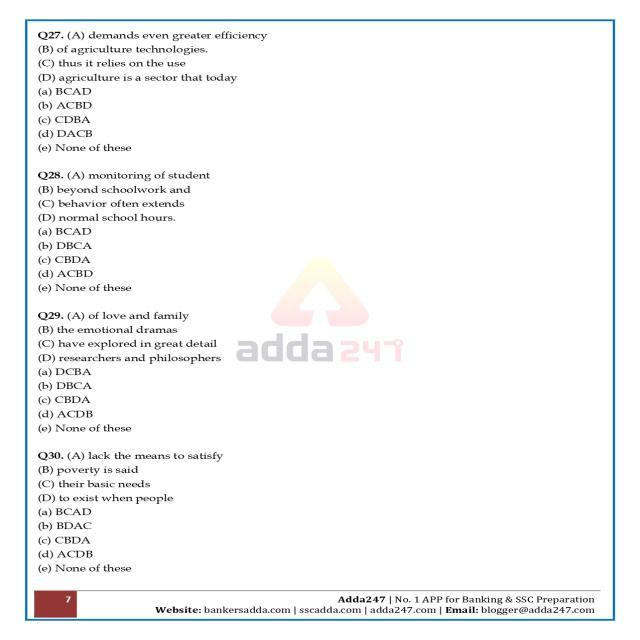 Q27. (A) demands even greater efficiency
(B) of agriculture technologies.
(C) thus it relies on the use
(D) agriculture is a sector that today
(a) BCAD
(b) ACBD
(c) CDBA
(d) DACB
(e) None of these
Q28. (A) monitoring of student
(B) beyond schoolwork and
(C) behavior often extends
(D) normal school hours.
(a) BCAD
(b) DBCA
(c) CBDA
(d) ACBD
(e) None of these
Q29. (A) of love and family
(B) the emotional dramas
(C) have explored in great detail
(D) researchers and philosophers
adda247
(a) DCBA
(b) DBCA
(c) CBDA
(d) ACDB
(e) None of these
Q30. (A) lack the means to satisfy
(B) poverty is said
(C) their basic needs
(D) to exist when people
(a) BCAD
(b) BDAC
(c) CBDA
(d) ACDB
(e) None of these
7
Adda247 | No. 1 APP for Banking & SSC Preparation
Website: bankersadda.com | sscadda.com | adda247.com | Email: blogger@adda247.com